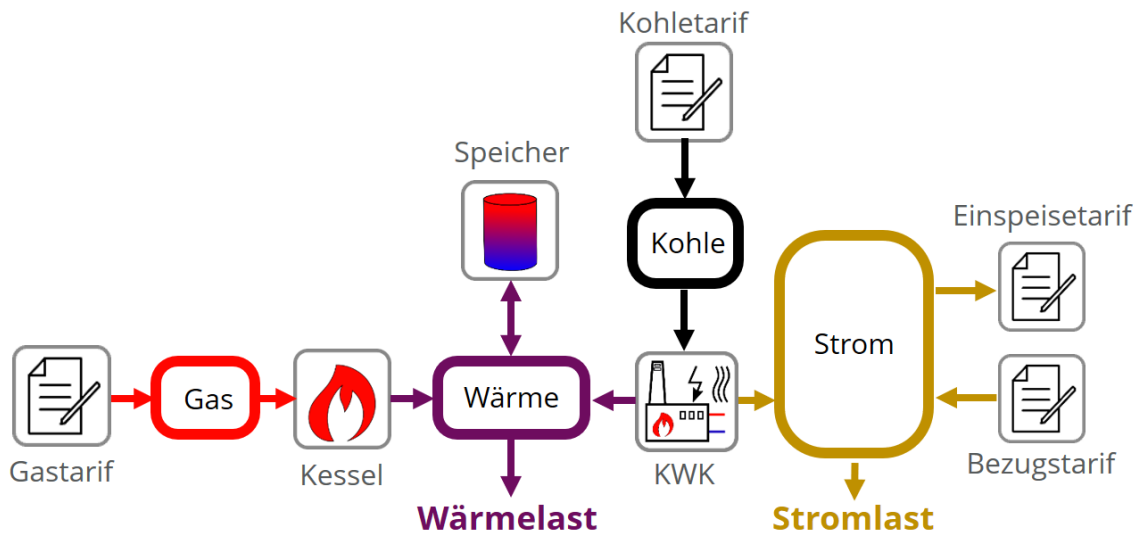 Kohletarif
Speicher
Kohle
Einspeisetarif
Strom
Gas
Wärme
Gastarif
Kessel
KWK
Bezugstarif
Wärmelast
Stromlast